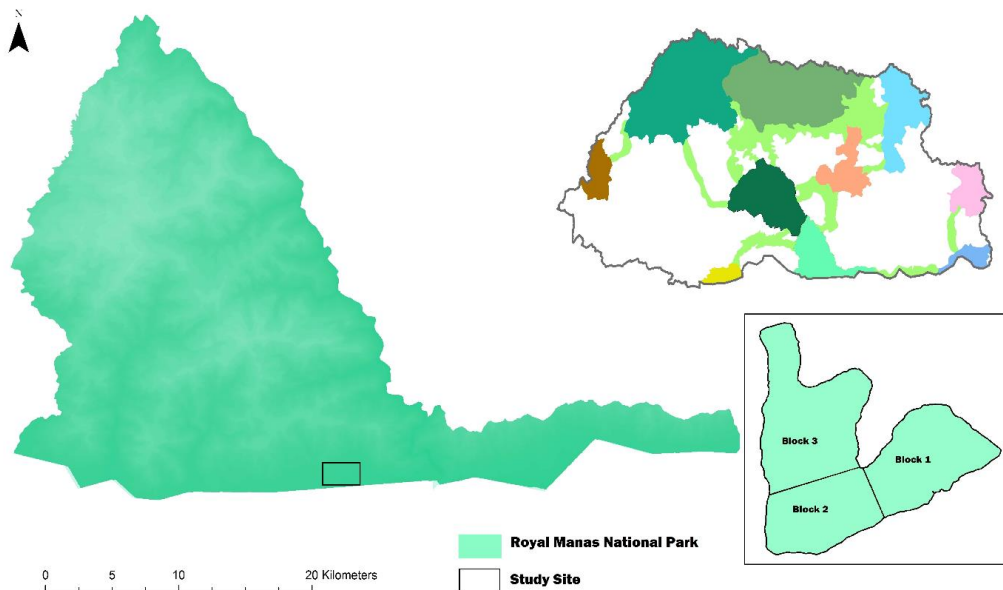 N
Block 3
Block 1
Block 2
Royal Manas National Park
Study Site
0 5 10 20 Kilometers